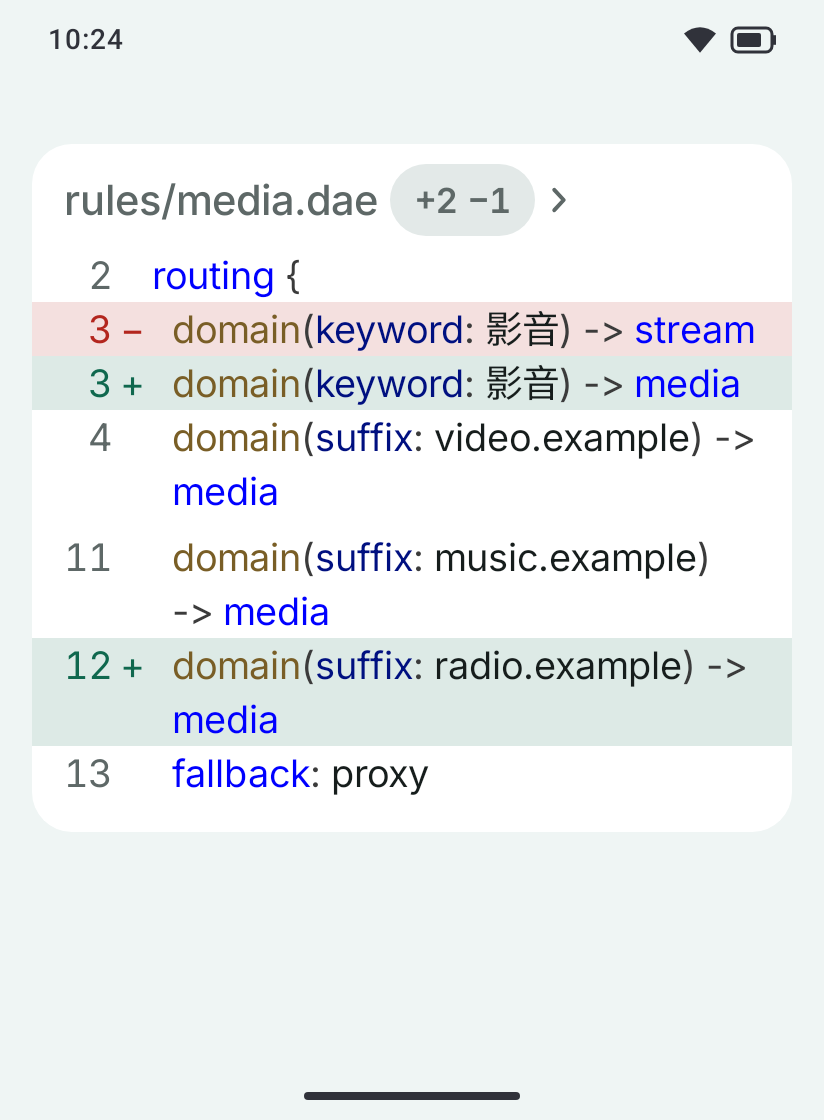 10:24
rules/media.dae +2 −1
2 routing {
3 − domain(keyword: 影音) -> stream
3 + domain(keyword: 影音) -> media
4 domain(suffix: video.example) ->
media
11 domain(suffix: music.example)
-> media
12 + domain(suffix: radio.example) ->
media
13 fallback: proxy